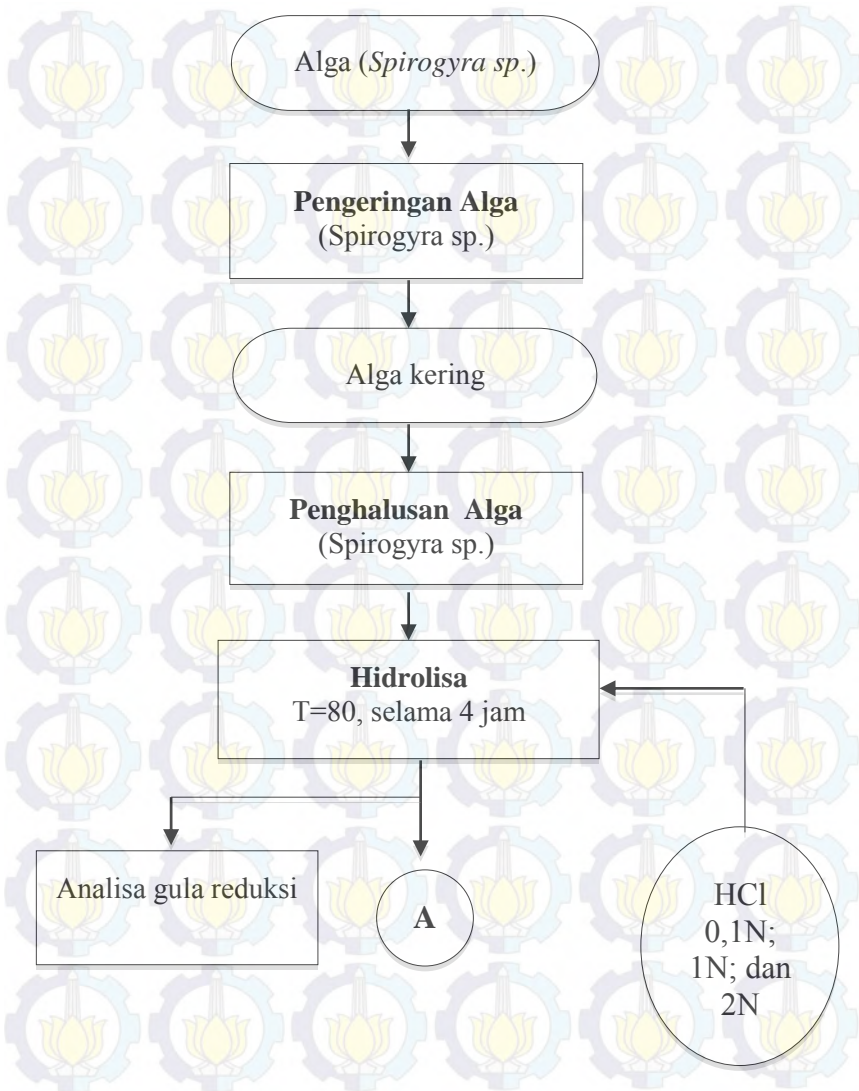 Alga (Spirogyra sp.)
Pengeringan Alga
(Spirogyra sp.)
Alga kering
Penghalusan Alga
(Spirogyra sp.)
Hidrolisa
T=80, selama 4 jam
Analisa gula reduksi
A
HCl
0,1N;
1N; dan
2N